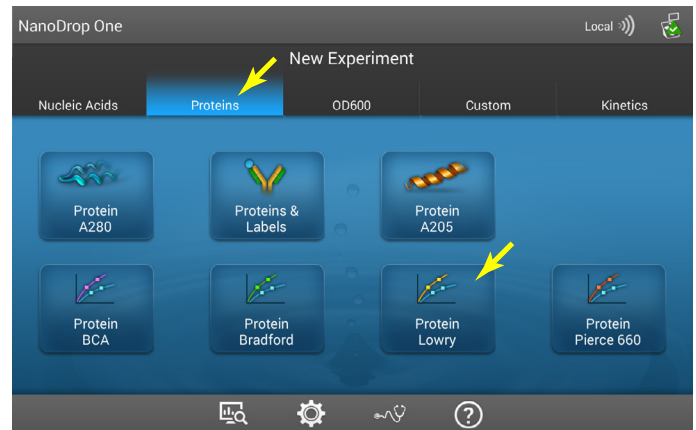 NanoDrop One
Local
New Experiment
Nucleic Acids
Proteins
OD600
Custom
Kinetics
Protein
A280
Proteins &
Labels
Protein
A205
Protein
BCA
Protein
Bradford
Protein
Lowry
Protein
Pierce 660
?